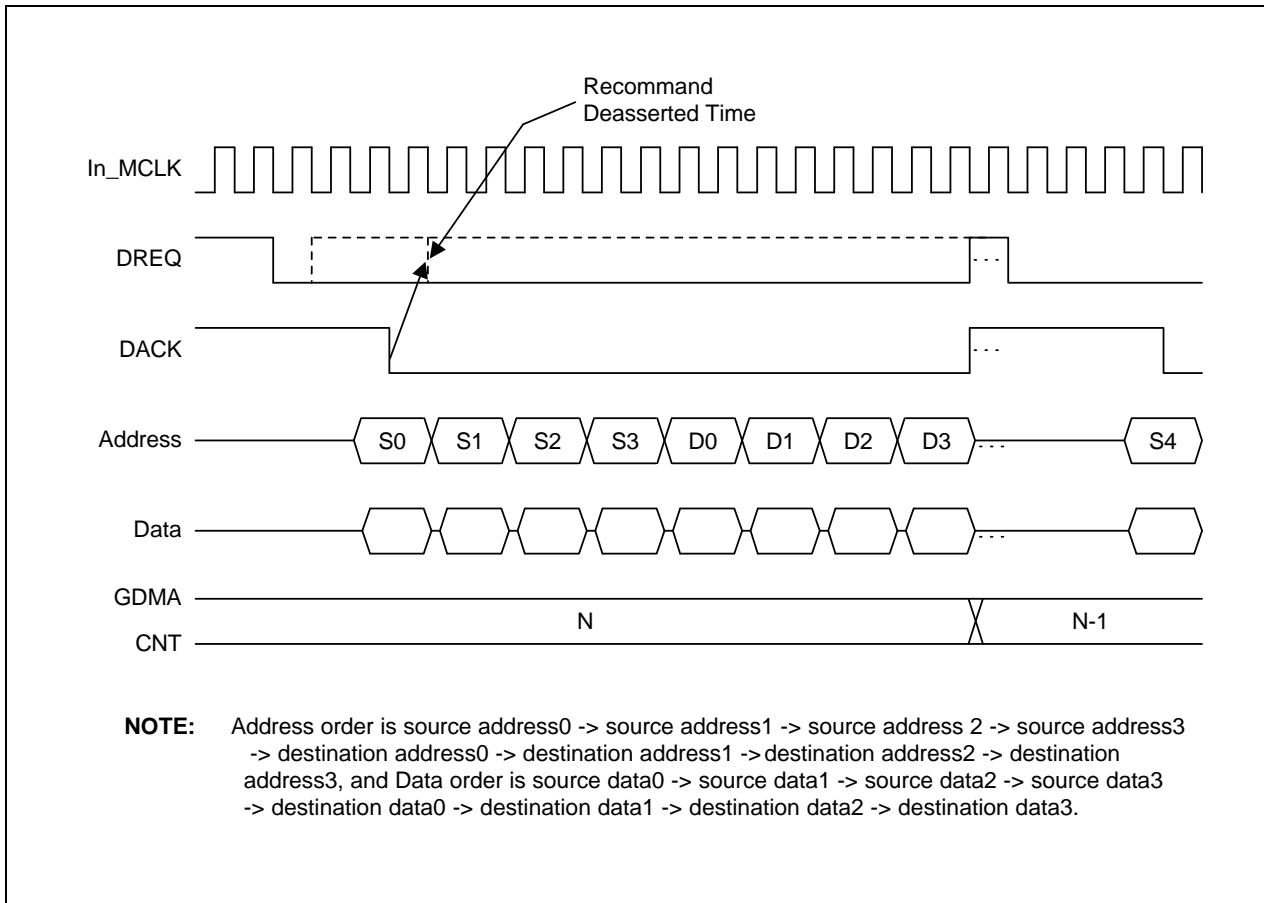 Recommand
Deasserted Time
In_MCLK
DREQ
. . .
DACK
. . .
Address
S0 S1 S2 S3 D0 D1 D2 D3 . . . S4
Data
. . .
GDMA
N N-1
CNT
NOTE: Address order is source address0 -> source address1 -> source address 2 -> source address3
-> destination address0 -> destination address1 -> destination address2 -> destination
address3, and Data order is source data0 -> source data1 -> source data2 -> source data3
-> destination data0 -> destination data1 -> destination data2 -> destination data3.